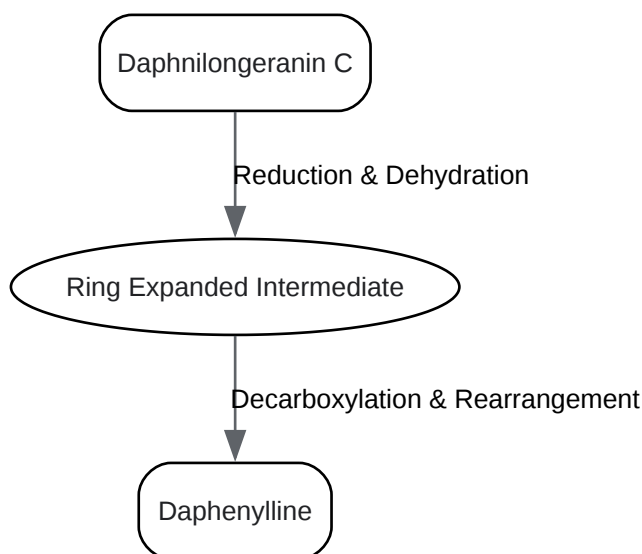 Daphnilongeranin C
Reduction & Dehydration
Ring Expanded Intermediate
Decarboxylation & Rearrangement
Daphenylline